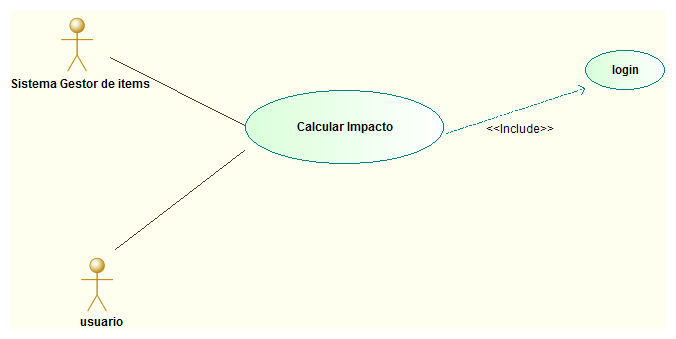 Sistema Gestor de items
login
Calcular Impacto
<<Include>>
usuario